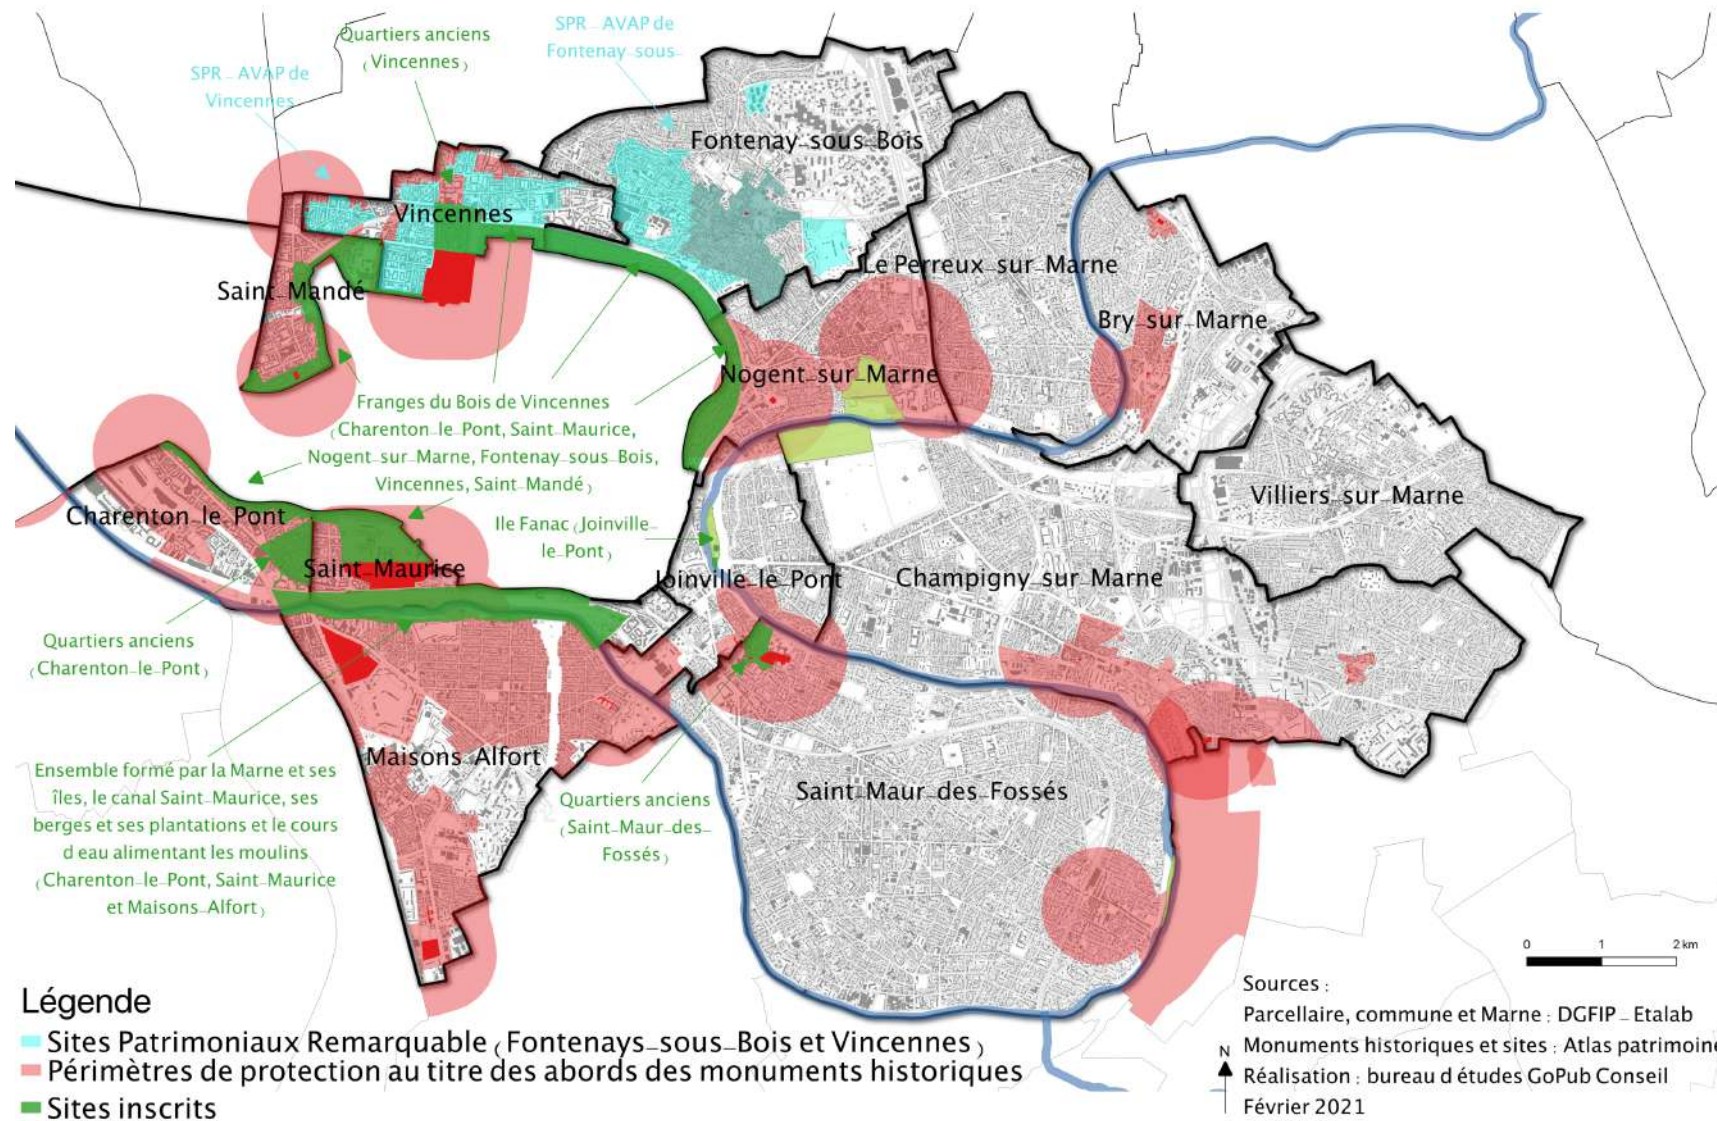 Quartiers anciens
(Vincennes)
SPR_AVAP de
Fontenay_sous_
SPR_AVAP de
Vincennes
Fontenay_sous_Bois
Vincennes
Saint_Mandé
Le Perreux_sur_Marne
Bry_sur_Marne
Nogent_sur_Marne
Franges du Bois de Vincennes
(Charenton_le_Pont, Saint_Maurice,
Nogent_sur_Marne, Fontenay_sous_Bois,
Vincennes, Saint_Mandé)
Villiers_sur_Marne
Charenton_le_Pont
Ile Fanac (Joinville_
le_Pont)
Saint_Maurice
Joinville_le_Pont
Champigny_sur_Marne
Quartiers anciens
(Charenton_le_Pont)
Maisons_Alfort
Ensemble formé par la Marne et ses
îles, le canal Saint_Maurice, ses
berges et ses plantations et le cours
d eau alimentant les moulins
(Charenton_le_Pont, Saint_Maurice
et Maisons_Alfort)
Quartiers anciens
(Saint_Maur_des_
Fossés)
Saint_Maur_des_Fossés
0 1 2 km
Légende
Sites Patrimoniaux Remarquable (Fontenays_sous_Bois et Vincennes)
Périmètres de protection au titre des abords des monuments historiques
Sites inscrits
Sources :
Parcellaire, commune et Marne : DGFIP_Etalab
Monuments historiques et sites : Atlas patrimoine
N
Réalisation : bureau d études GoPub Conseil
Février 2021